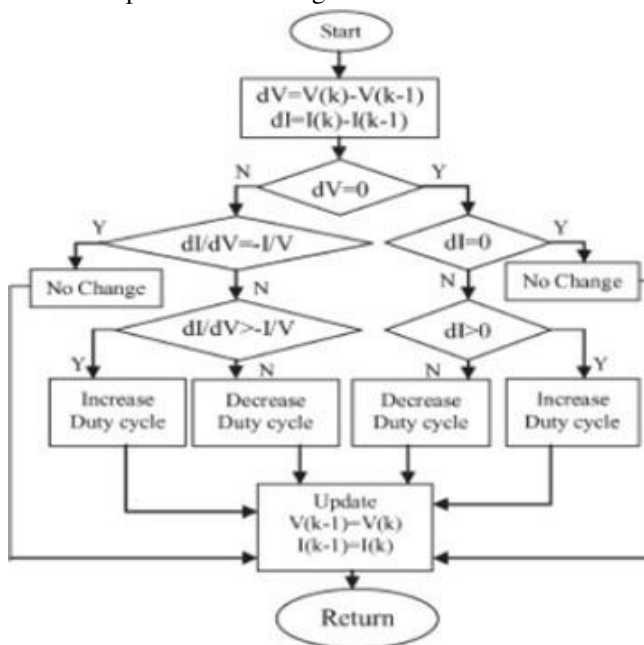 Start
dV=V(k)-V(k-1)
dI=I(k)-I(k-1)
N
dV=0
Y
Y
dI/dV=-I/V
dI=0
Y
No Change
N
N
No Change
dI/dV>-I/V
dI>0
Y
N
N
Y
Increase
Duty cycle
Decrease
Duty cycle
Decrease
Duty cycle
Increase
Duty cycle
Update
V(k-1)=V(k)
I(k-1)=I(k)
Return